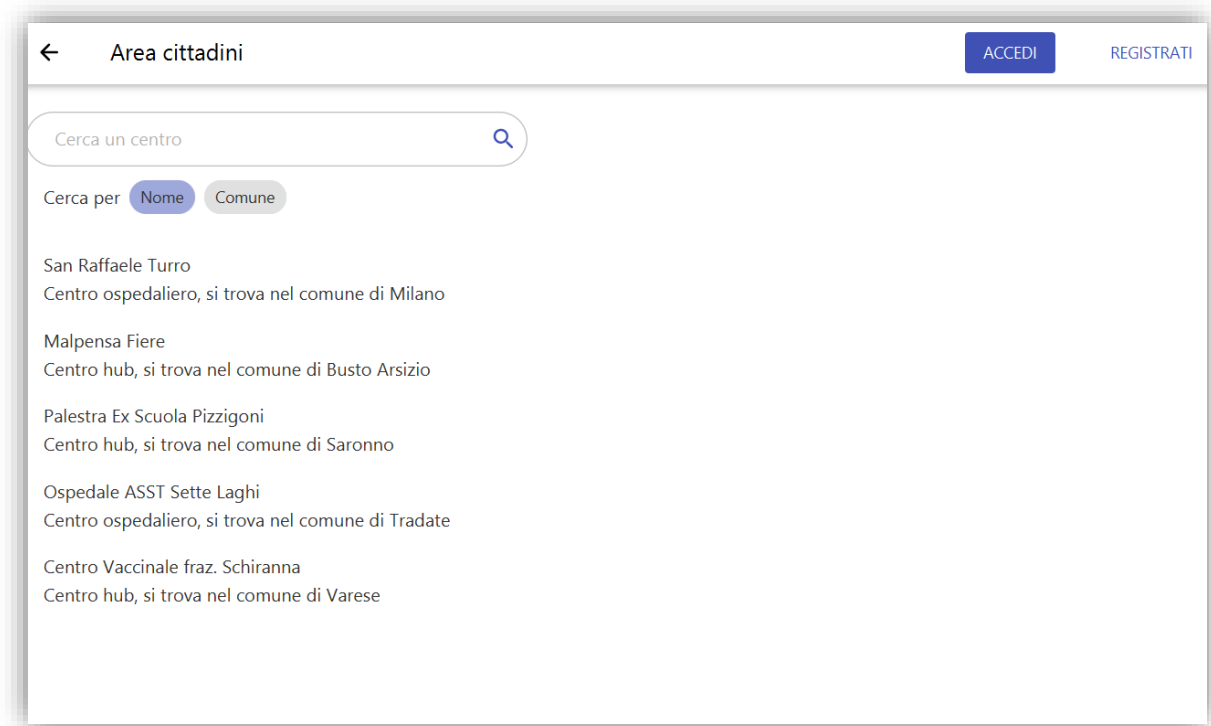 Area cittadini
ACCEDI
REGISTRATI
Cerca un centro
Cerca per Nome Comune
San Raffaele Turro
Centro ospedaliero, si trova nel comune di Milano
Malpensa Fiere
Centro hub, si trova nel comune di Busto Arsizio
Palestra Ex Scuola Pizzigoni
Centro hub, si trova nel comune di Saronno
Ospedale ASST Sette Laghi
Centro ospedaliero, si trova nel comune di Tradate
Centro Vaccinale fraz. Schiranna
Centro hub, si trova nel comune di Varese